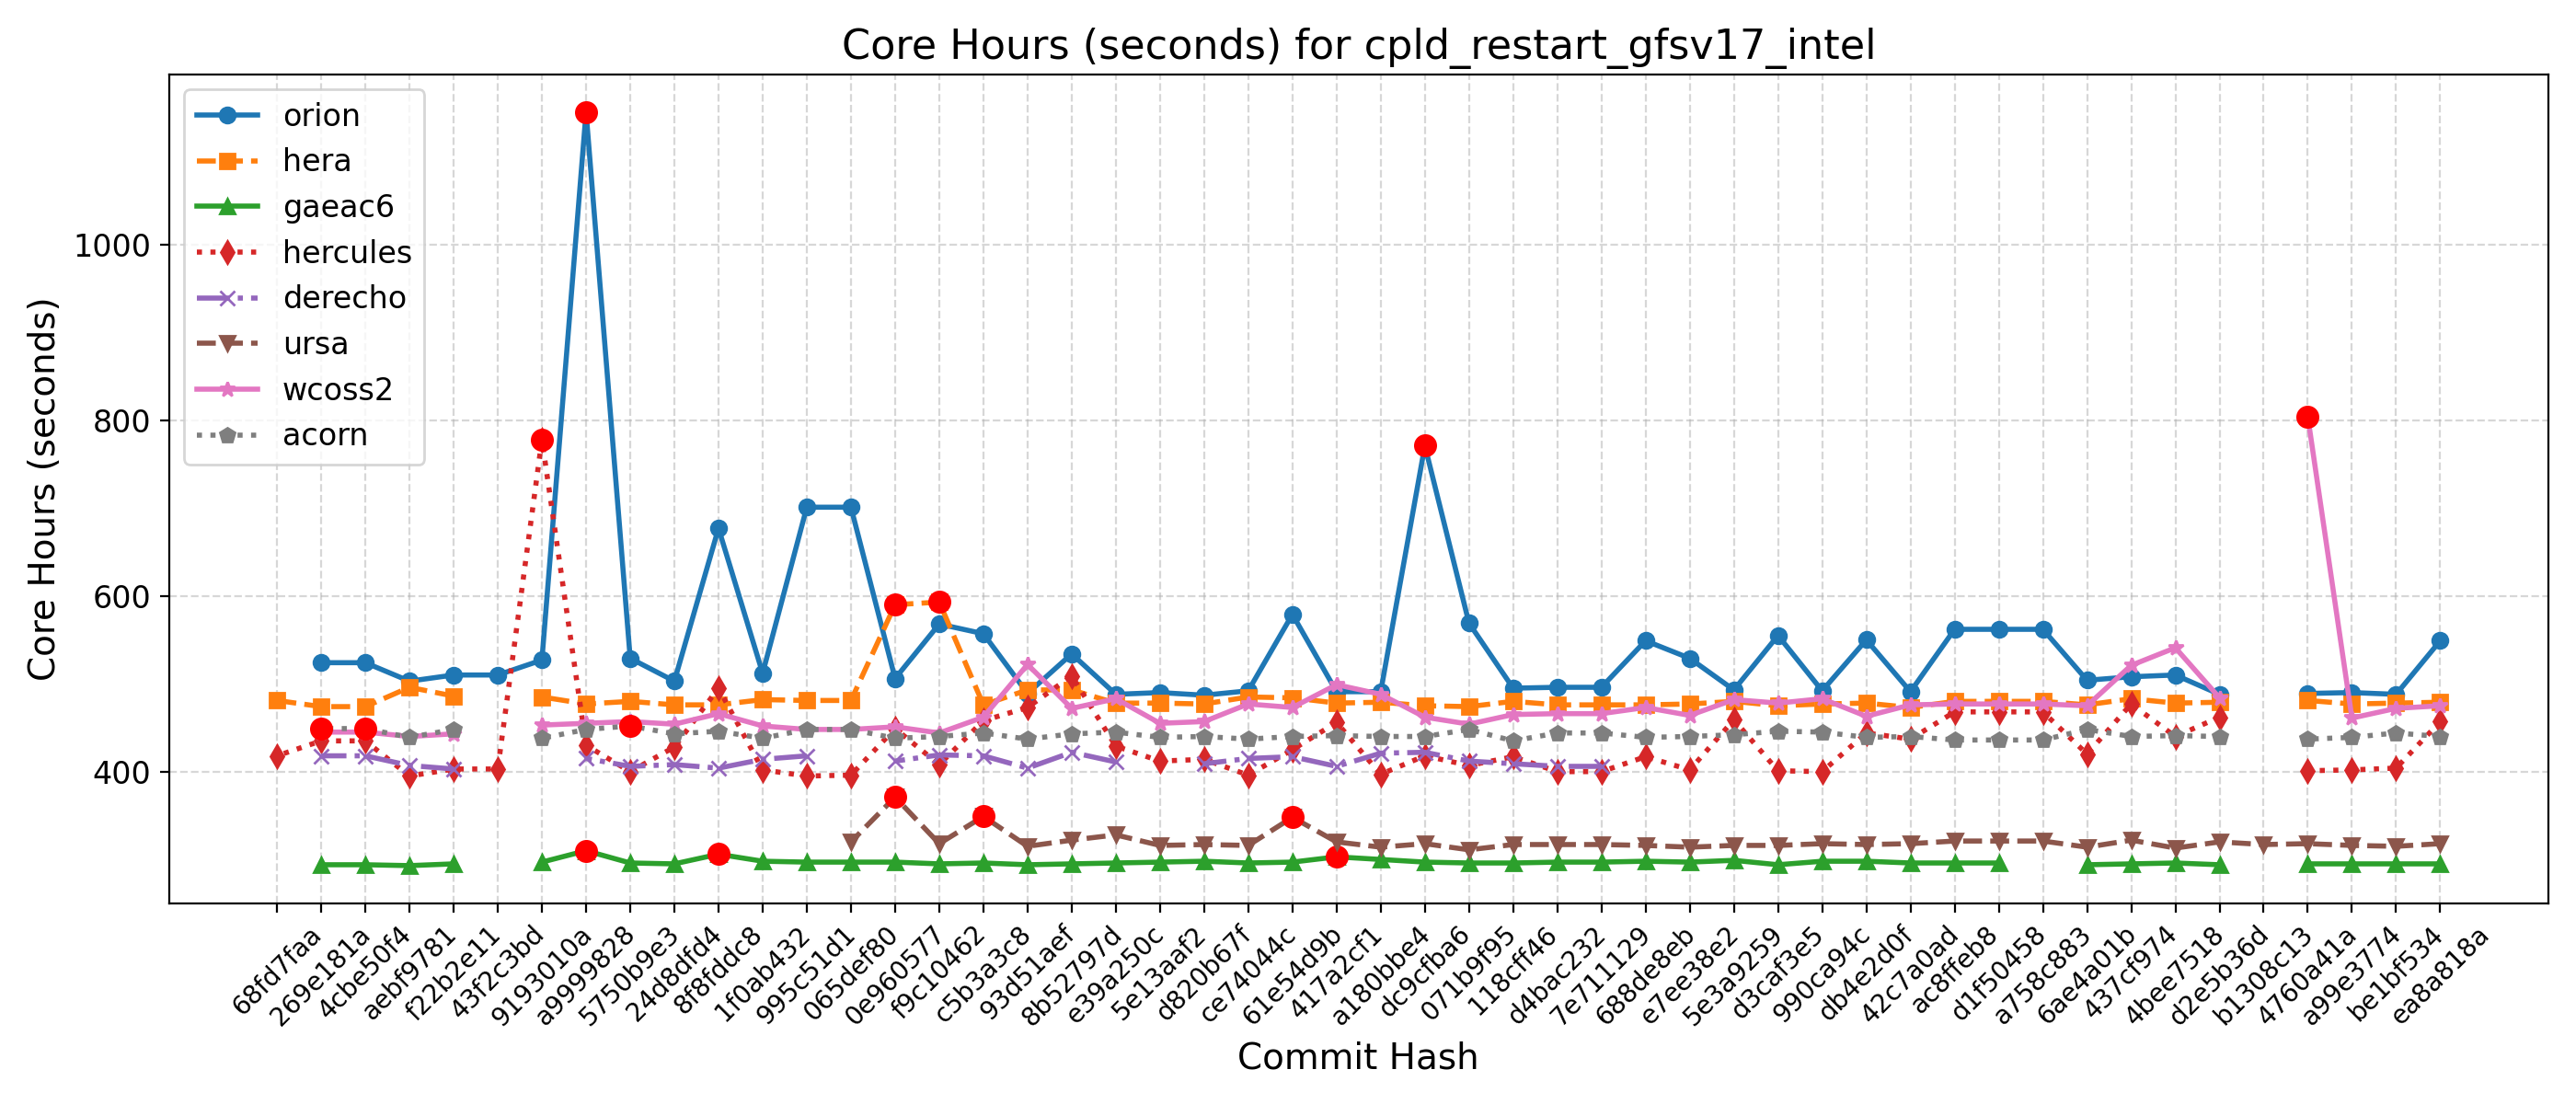 Core Hours (seconds) for cpld_restart_gfsv17_intel
orion
hera
gaeac6
hercules
derecho
ursa
wcoss2
acorn
Core Hours (seconds)
1000
800
600
400
68fd7faa
269e181a
4cbe50f4
aebf9781
f22b2e11
43f2c3bd
9193010a
a9999828
5750b9e3
24d8dfd4
8f8fddc8
1f0ab432
995c51d1
065def80
0e960577
f9c10462
c5b3a3c8
93d51aef
8b52797d
e39a250c
5e13aaf2
d820b67f
ce74044c
61e54d9b
417a2cf1
a180bbe4
dc9cfba6
071b9f95
118cff46
d4bac232
7e711129
688de8eb
e7ee38e2
5e3a9259
d3caf3e5
990ca94c
db4e2d0f
42c7a0ad
ac8ffeb8
d1f50458
a758c883
6ae4a01b
437cf974
4bee7518
d2e5b36d
b1308c13
4760a41a
a99e3774
be1bf534
ea8a818a
Commit Hash